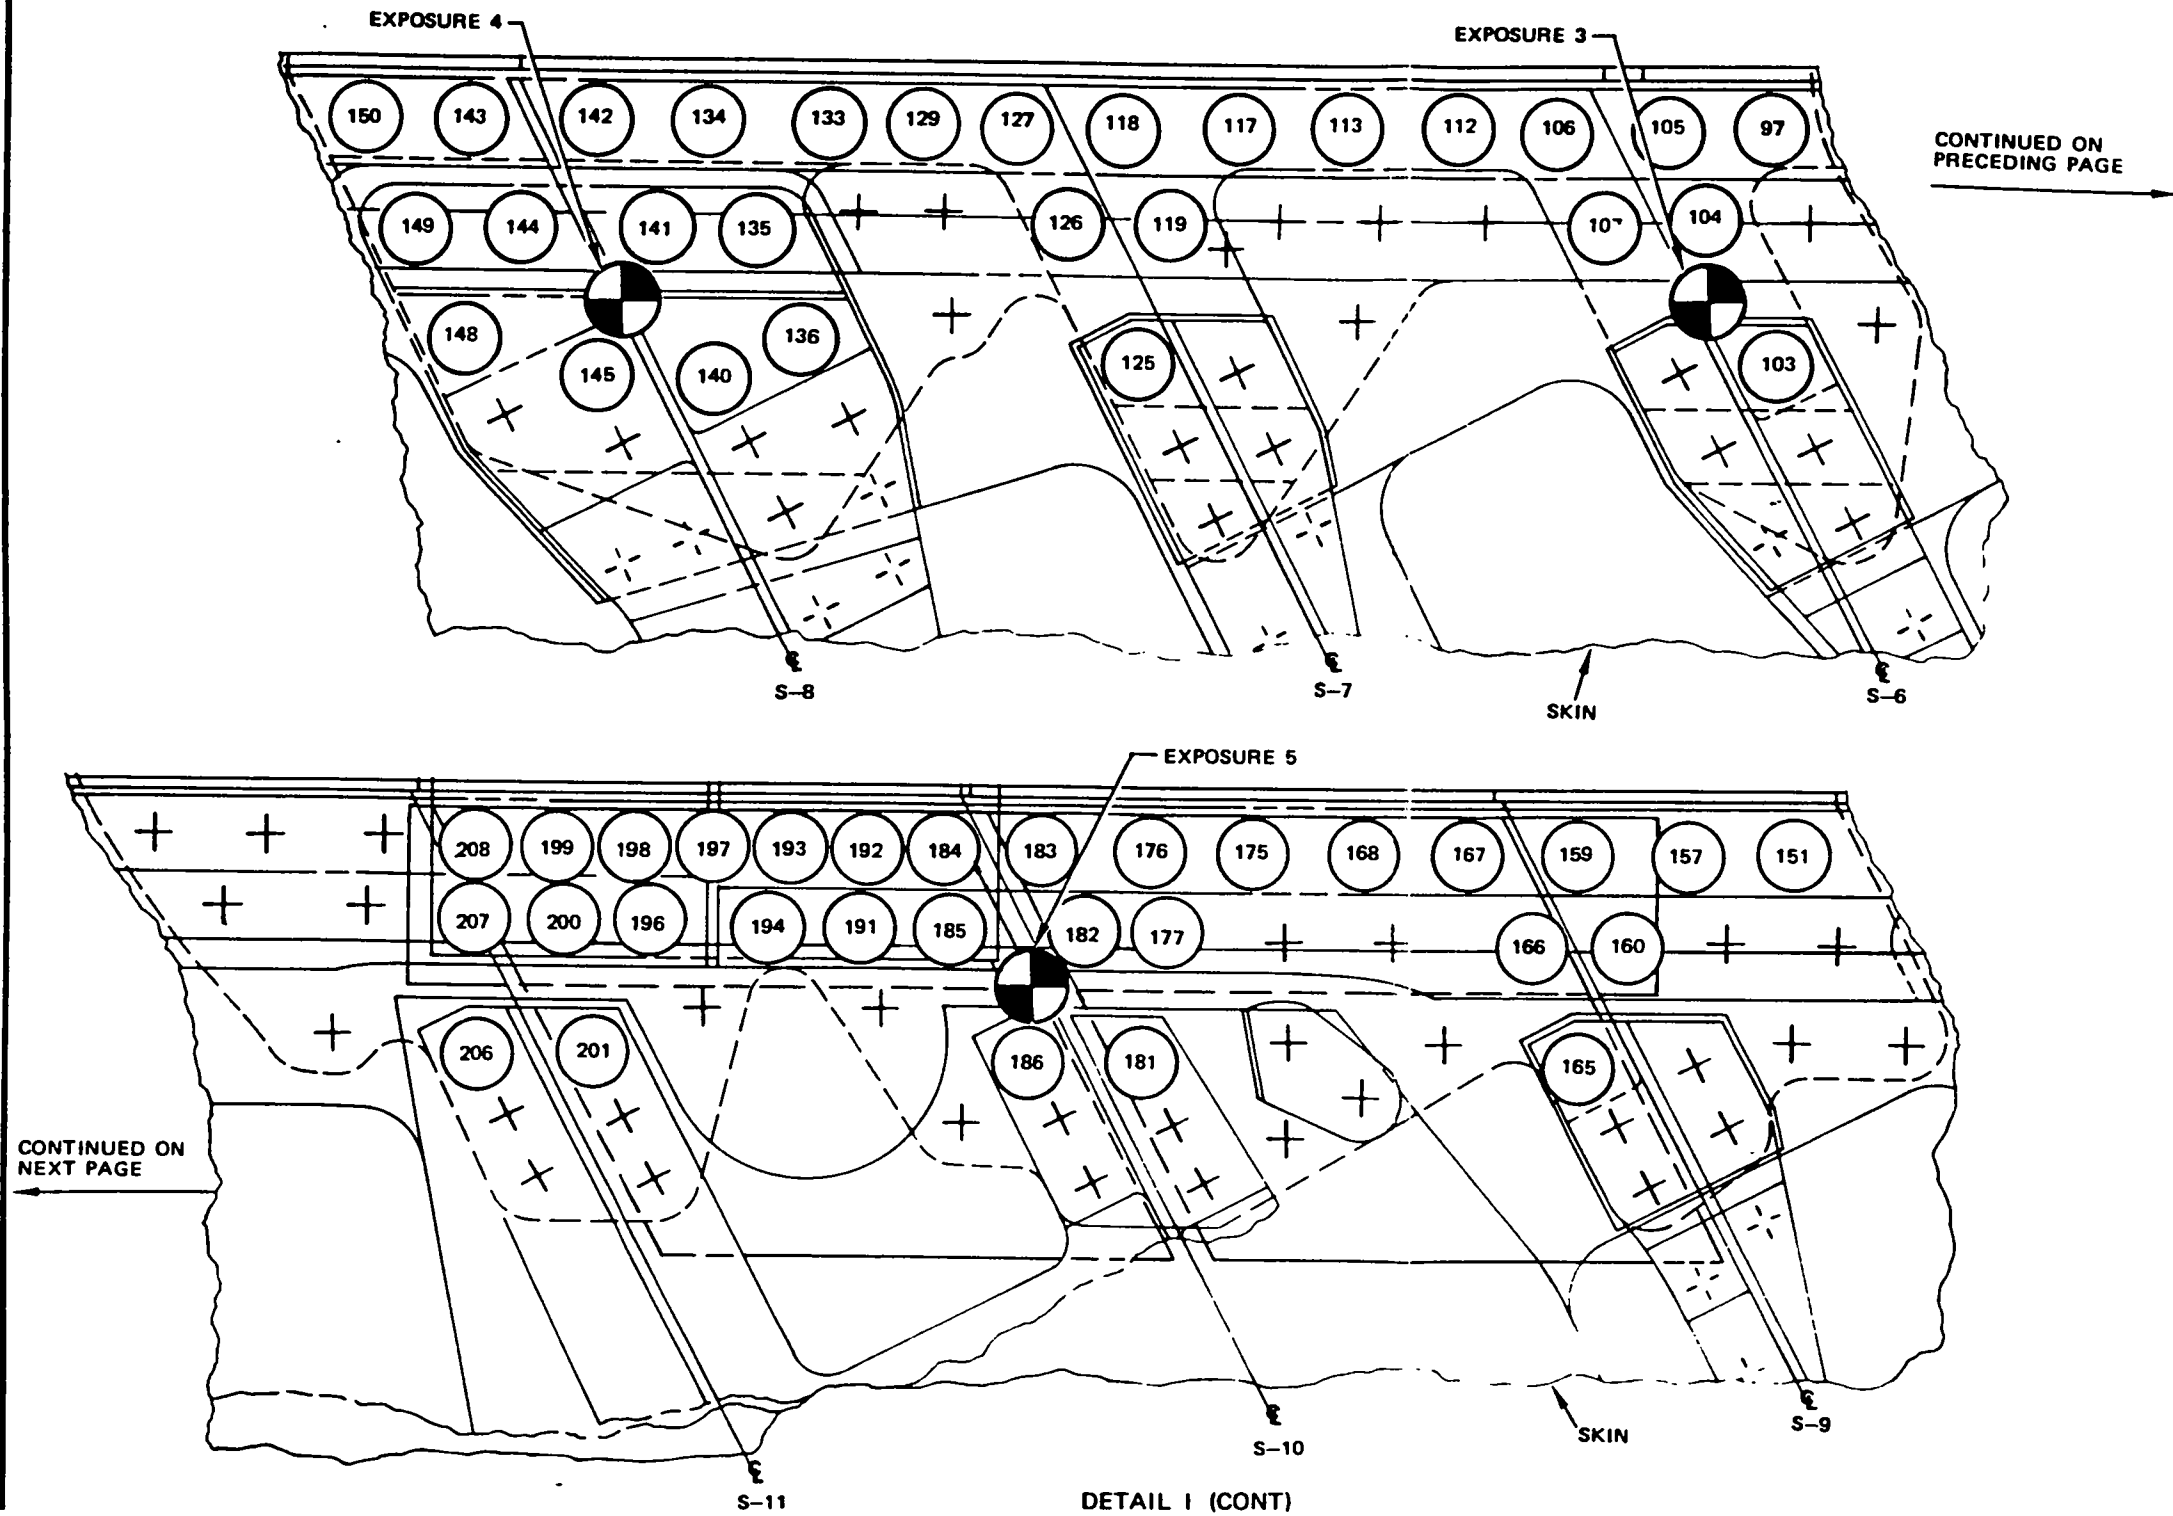 EXPOSURE 4
EXPOSURE 3
150 143 142 134 133 129 127 118 117 113 112 106 105 97
CONTINUED ON
PRECEDING PAGE
149 144 141 135 126 119 104
148 136 145 140 125 103
S-8
S-7
S-6
SKIN
EXPOSURE 5
208 199 198 197 193 192 184 183 176 175 168 167 159 157 151
207 200 196 194 191 185 182 177 166 160
206 201 186 181 165
CONTINUED ON
NEXT PAGE
S-9
SKIN
S-10
S-11
DETAIL I (CONT)